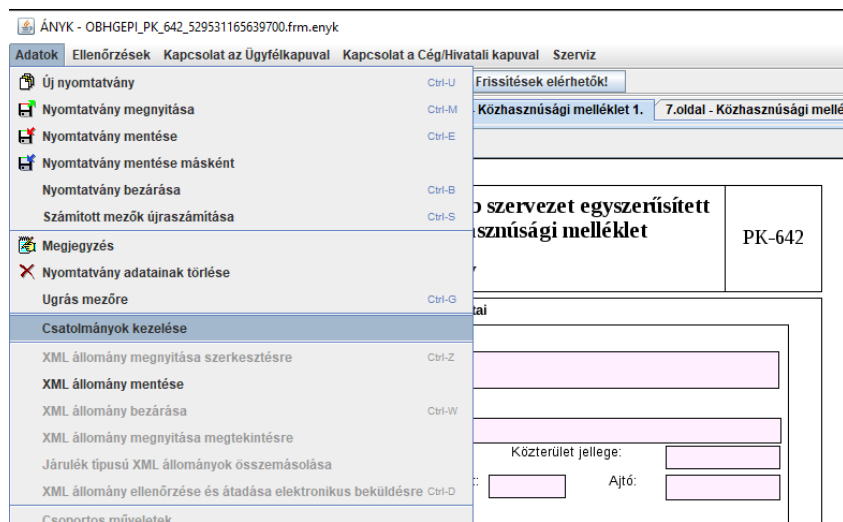 ÁNYK - OBHGEPI_PK_642_529531165639700.frm.enyk
Adatok Ellenőrzések Kapcsolat az Ügyfélkapuval Kapcsolat a Cég/Hivatali kapuval Szerviz
Új nyomtatvány Ctrl-U Frissítések elérhetők!
Nyomtatvány megnyitása Ctrl-M Közhasznúsági melléklet 1. 7.oldal - Közhasznúsági mellé
Nyomtatvány mentése Ctrl-E
Nyomtatvány mentése másként
Nyomtatvány bezárása Ctrl-B
Számított mezők újraszámítása Ctrl-S
szervezet egyszerűsített
sznúsági melléklet
PK-642
Megjegyzés
Nyomtatvány adatainak törlése
Ugrás mezőre Ctrl-G
tai
Csatolmányok kezelése
XML állomány megnyitása szerkesztésre Ctrl-Z
XML állomány mentése
XML állomány bezárása Ctrl-W
XML állomány megnyitása megtekintésre
Közterület jellege:
Járulék típusú XML állományok összemásolása
XML állomány ellenőrzése és átadása elektronikus beküldésre Ctrl-D
Ajtó:
Csoportos műveletek